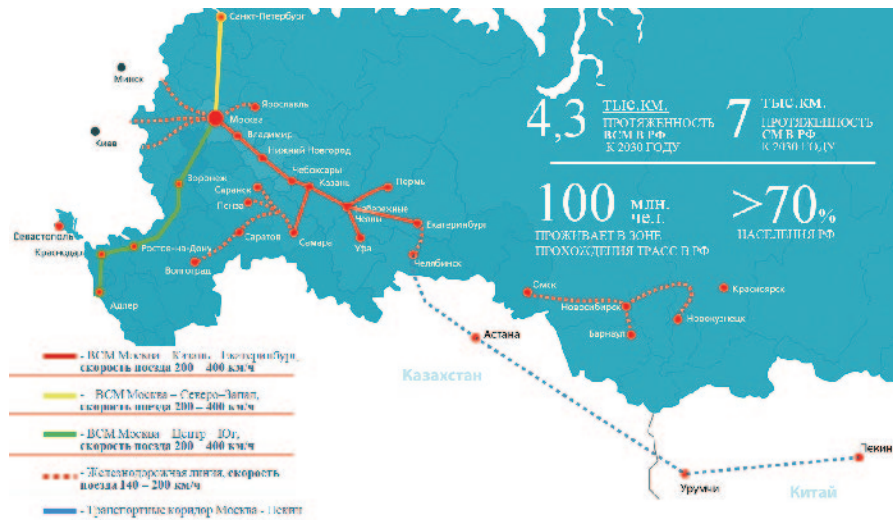 Санкт-Петербург
Минск
Ярославль
Москва
Киев
Владимир
Нижний Новгород
Чебоксары
Казань
Воронеж
Саранск
Пермь
Пенза
Набережные
Челны
Екатеринбург
Севастополь
Саратов
Самара
Уфа
Краснодар
Ростов-на-Дону
Волгоград
Челябинск
Адлер
Омск
Красноярск
Новосибирск
Новокузнецк
Барнаул
Астана
Казахстан
Пекин
Урумчи
Китай
4,3 тыс.км.
ПРОТЯЖЕННОСТЬ
ВСМ В РФ
К 2030 ГОДУ
7 тыс.км.
ПРОТЯЖЕННОСТЬ
СМ В РФ
К 2030 ГОДУ
100 млн.
чел.
ПРОЖИВАЕТ В ЗОНЕ
ПРОХОЖДЕНИЯ ТРАСС В РФ
>70%
НАСЕЛЕНИЯ РФ
- ВСМ Москва Казань Екатеринбург,
скорость поезда 200 400 км/ч
- ВСМ Москва – Северо–Запад,
скорость поезда 200 – 400 км/ч
- ВСМ Москва Центр Юг,
скорость поезда 200 400 км/ч
- Железнодорожная линия, скорость
поезда 140 – 200 км/ч
- Транспортные коридор Москва - Пекин